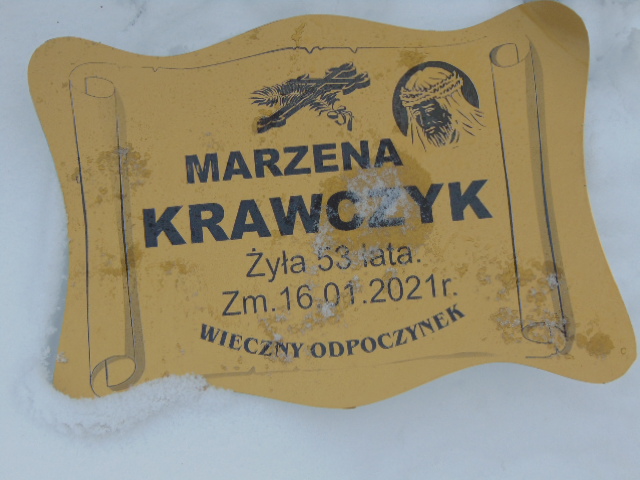 MARZENA
KRAWCZYK
Żyła 53 lata.
Zm.16.01.2021r.
WIECZNY ODPOCZYNEK